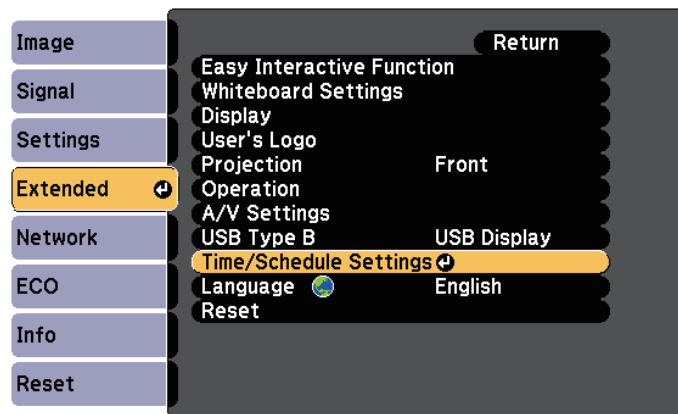 Image
Signal
Settings
Extended
Network
ECO
Info
Reset
Return
Easy Interactive Function
Whiteboard Settings
Display
User's Logo
Projection Front
Operation
A/V Settings
USB Type B USB Display
Time/Schedule Settings
Language English
Reset